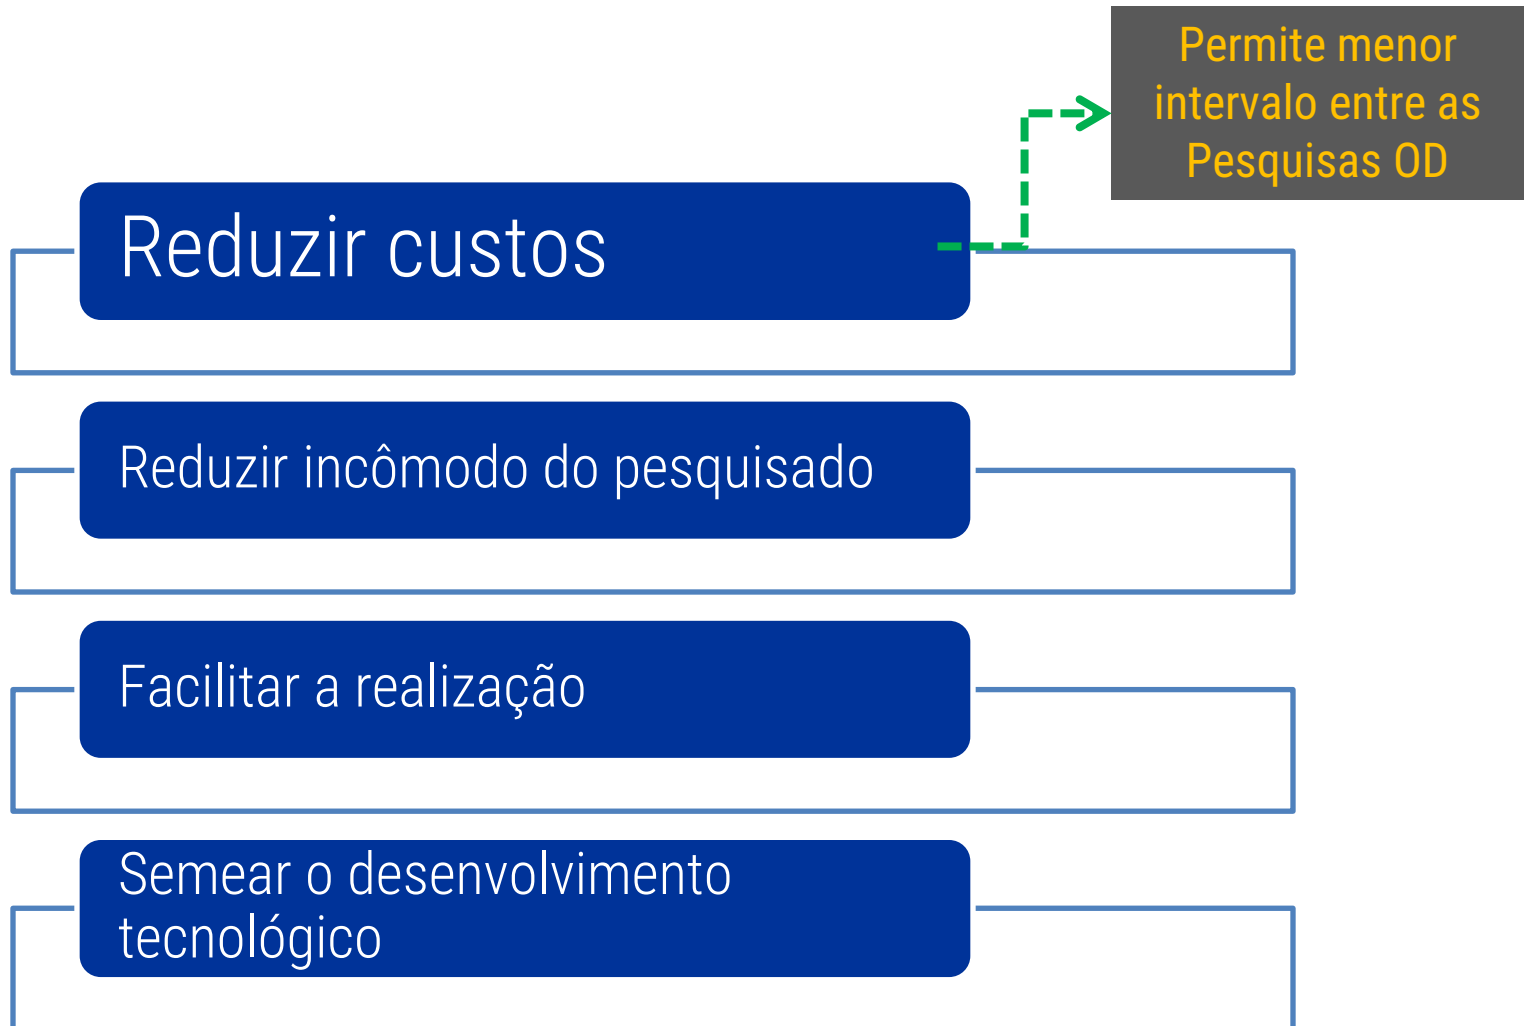 Permite menor
intervalo entre as
Pesquisas OD
Reduzir custos
Reduzir incômodo do pesquisado
Facilitar a realização
Semear o desenvolvimento
tecnológico